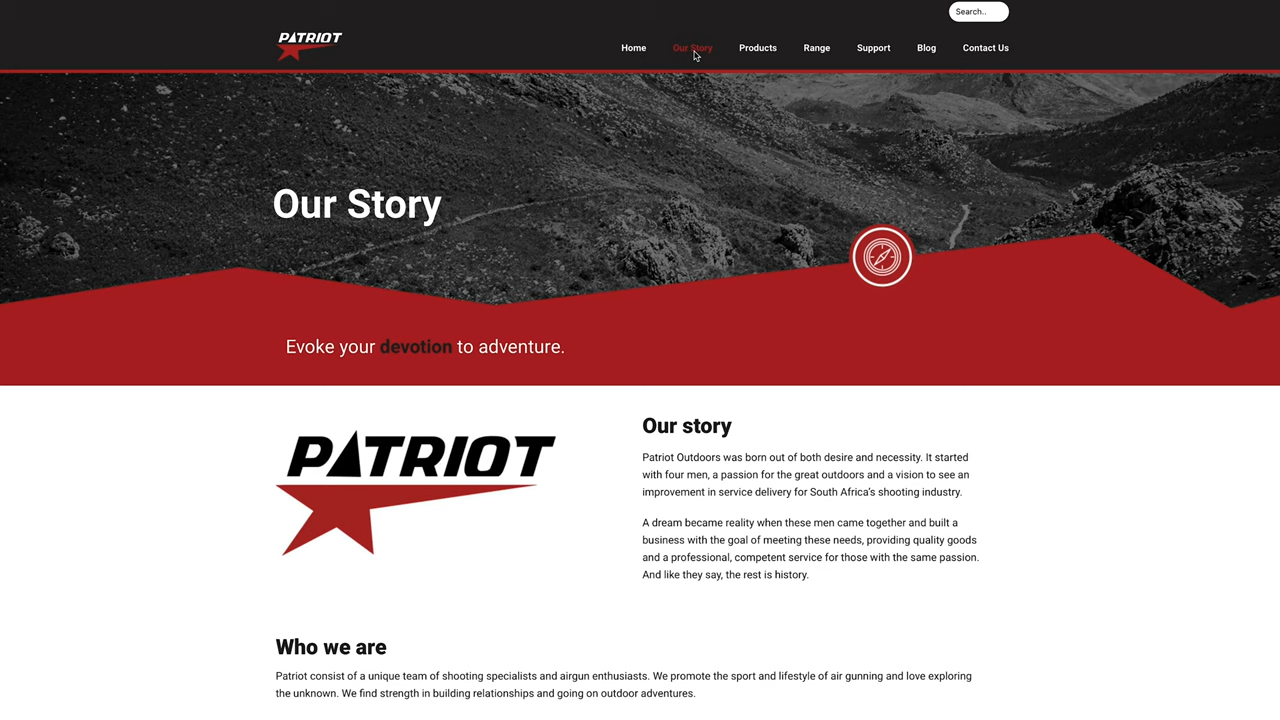 Search..
PATRIOT
Home Our Story Products Range Support Blog Contact Us
Our Story
Evoke your devotion to adventure.
PATRIOT
Our story
Patriot Outdoors was born out of both desire and necessity. It started
with four men, a passion for the great outdoors and a vision to see an
improvement in service delivery for South Africa's shooting industry.
A dream became reality when these men came together and built a
business with the goal of meeting these needs, providing quality goods
and a professional, competent service for those with the same passion.
And like they say, the rest is history.
Who we are
Patriot consist of a unique team of shooting specialists and airgun enthusiasts. We promote the sport and lifestyle of air gunning and love exploring
the unknown. We find strength in building relationships and going on outdoor adventures.